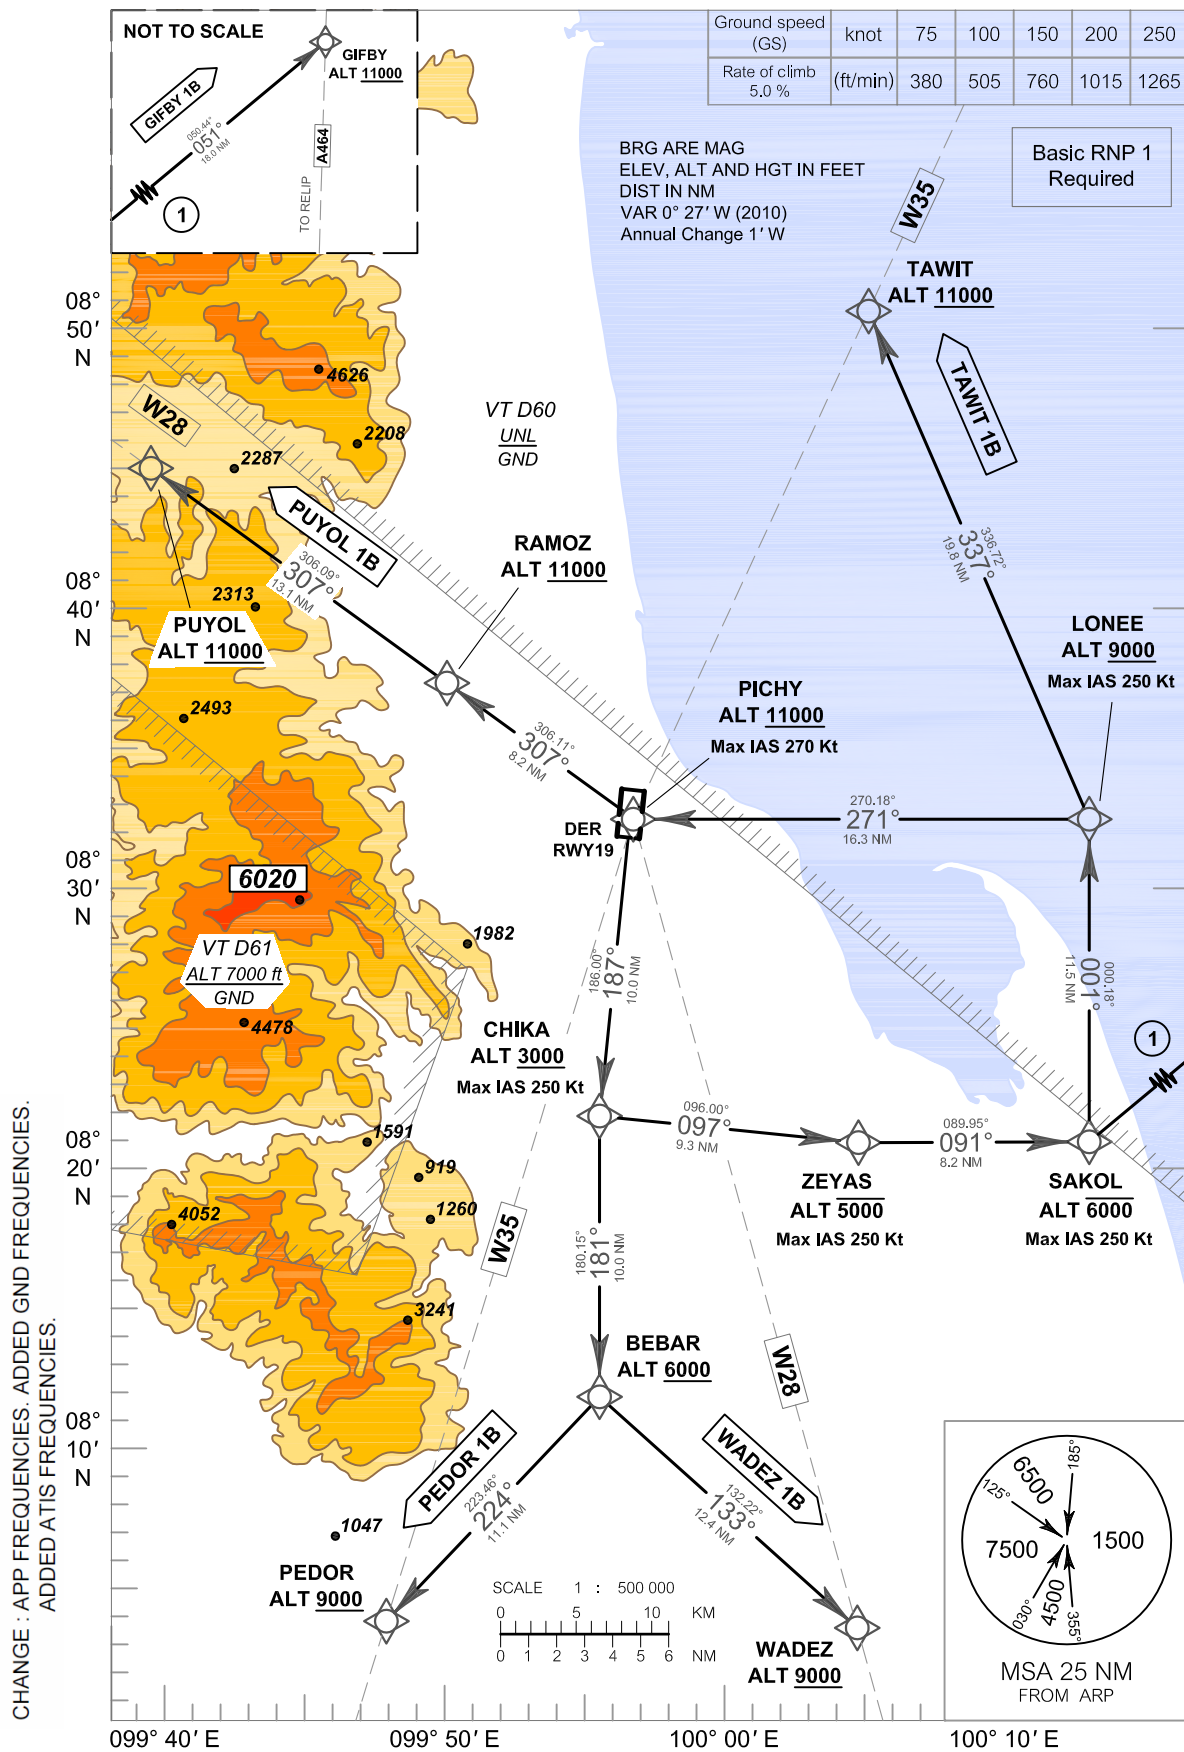 NOT TO SCALE
GIFBY
ALT 11000
GIFBY 1B
050.44°
051°
18.0 NM
A464
TO RELIP
1
Ground speed (GS) knot 75 100 150 200 250
Rate of climb 5.0 % (ft/min) 380 505 760 1015 1265
BRG ARE MAG
ELEV, ALT AND HGT IN FEET
DIST IN NM
VAR 0° 27′ W (2010)
Annual Change 1′ W
Basic RNP 1
Required
W35
TAWIT
ALT 11000
TAWIT 1B
336.72°
337°
19.8 NM
08°
50′
N
4626
2208
2287
W28
VT D60
UNL
GND
PUYOL 1B
306.09°
307°
13.1 NM
RAMOZ
ALT 11000
08°
40′
N
2313
PUYOL
ALT 11000
LONEE
ALT 9000
Max IAS 250 Kt
2493
PICHY
ALT 11000
Max IAS 270 Kt
306.11°
307°
8.2 NM
270.18°
271°
16.3 NM
DER
RWY19
08°
30′
N
6020
1982
VT D61
ALT 7000 ft
GND
4478
186.00°
187°
10.0 NM
000.18°
001°
11.5 NM
CHIKA
ALT 3000
Max IAS 250 Kt
1
096.00°
097°
9.3 NM
089.95°
091°
8.2 NM
08°
20′
N
1591
919
1260
4052
ZEYAS
ALT 5000
Max IAS 250 Kt
SAKOL
ALT 6000
Max IAS 250 Kt
W35
180.15°
181°
10.0 NM
3241
BEBAR
ALT 6000
W28
08°
10′
N
PEDOR 1B
223.46°
224°
11.1 NM
WADEZ 1B
132.22°
133°
12.4 NM
1047
PEDOR
ALT 9000
SCALE 1 : 500 000
0 5 10 KM
0 1 2 3 4 5 6 NM
WADEZ
ALT 9000
185°
125°
6500
7500
1500
4500
030°
355°
MSA 25 NM
FROM ARP
099° 40′ E
099° 50′ E
100° 00′ E
100° 10′ E
CHANGE : APP FREQUENCIES. ADDED GND FREQUENCIES.
ADDED ATIS FREQUENCIES.